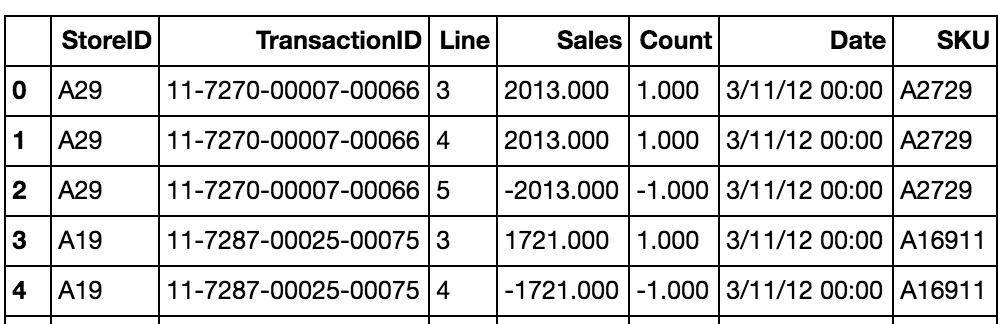 StoreID TransactionID Line Sales Count Date SKU
0 A29 11-7270-00007-00066 3 2013.000 1.000 3/11/12 00:00 A2729
1 A29 11-7270-00007-00066 4 2013.000 1.000 3/11/12 00:00 A2729
2 A29 11-7270-00007-00066 5 -2013.000 -1.000 3/11/12 00:00 A2729
3 A19 11-7287-00025-00075 3 1721.000 1.000 3/11/12 00:00 A16911
4 A19 11-7287-00025-00075 4 -1721.000 -1.000 3/11/12 00:00 A16911